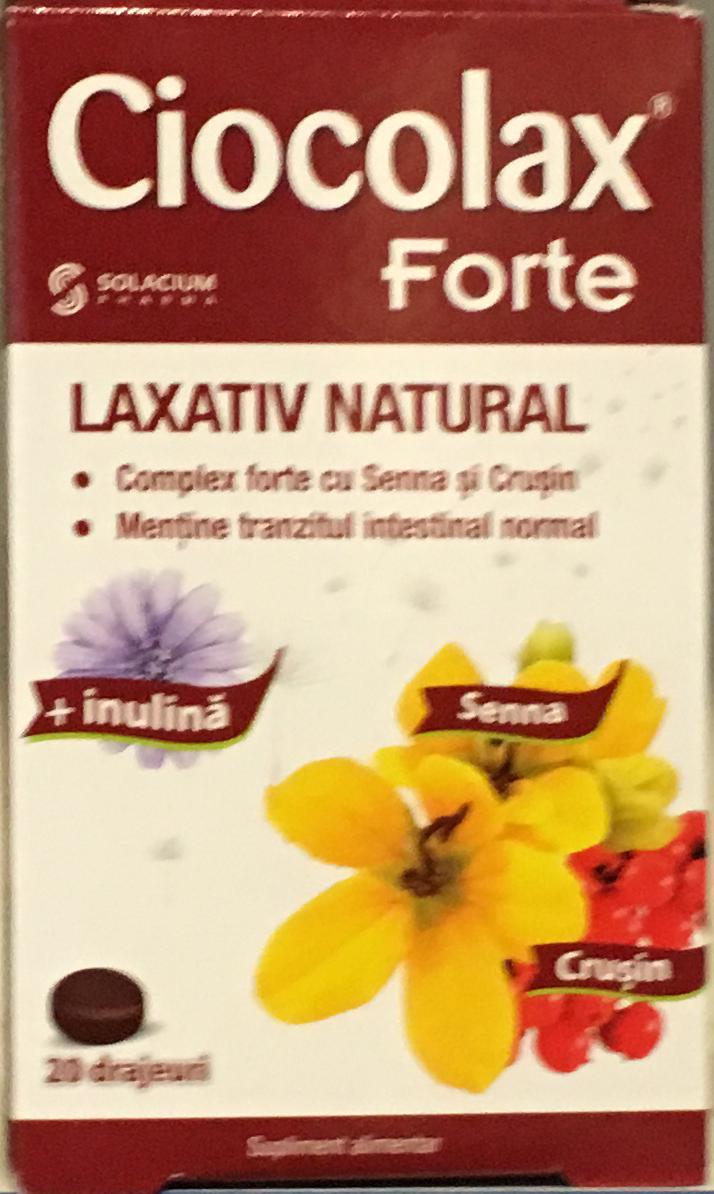 Ciocolax®
Forte
SOLACIUM
PHARMA
LAXATIV NATURAL
• Complex forte cu Senna și Crușin
• Menține tranzitul intestinal normal
+ inulină
Senna
Crușin
20 drajeuri
Supliment alimentar